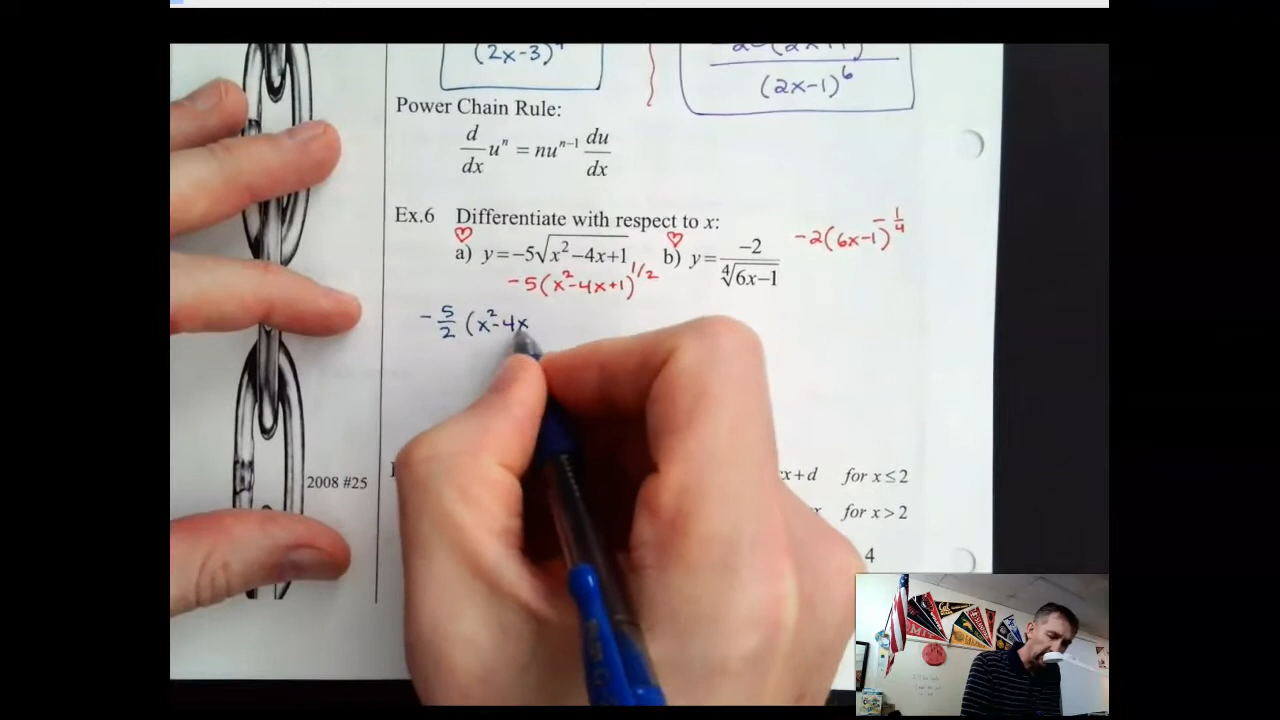 (2x-3)
(2x-1)⁶
Power Chain Rule:
d/dx uⁿ = nuⁿ⁻¹ du/dx
Ex.6 Differentiate with respect to x:
a) y=-5√x²-4x+1 b) y= -2/⁴√6x-1 -2(6x-1)^-1/4
-5(x²-4x+1)^1/2
-5/2 (x²-4x
2008 #25
x+d for x≤2
for x>2
4